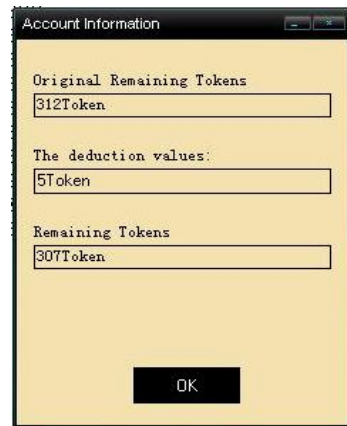 Account Information
Original Remaining Tokens
312Token
The deduction values:
5Token
Remaining Tokens
307Token
OK